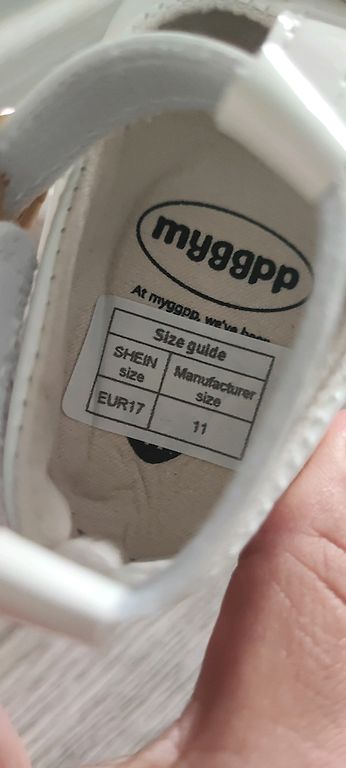 myggpp
At myggpp, we've been
Size guide
SHEIN size
Manufacturer size
EUR17
11